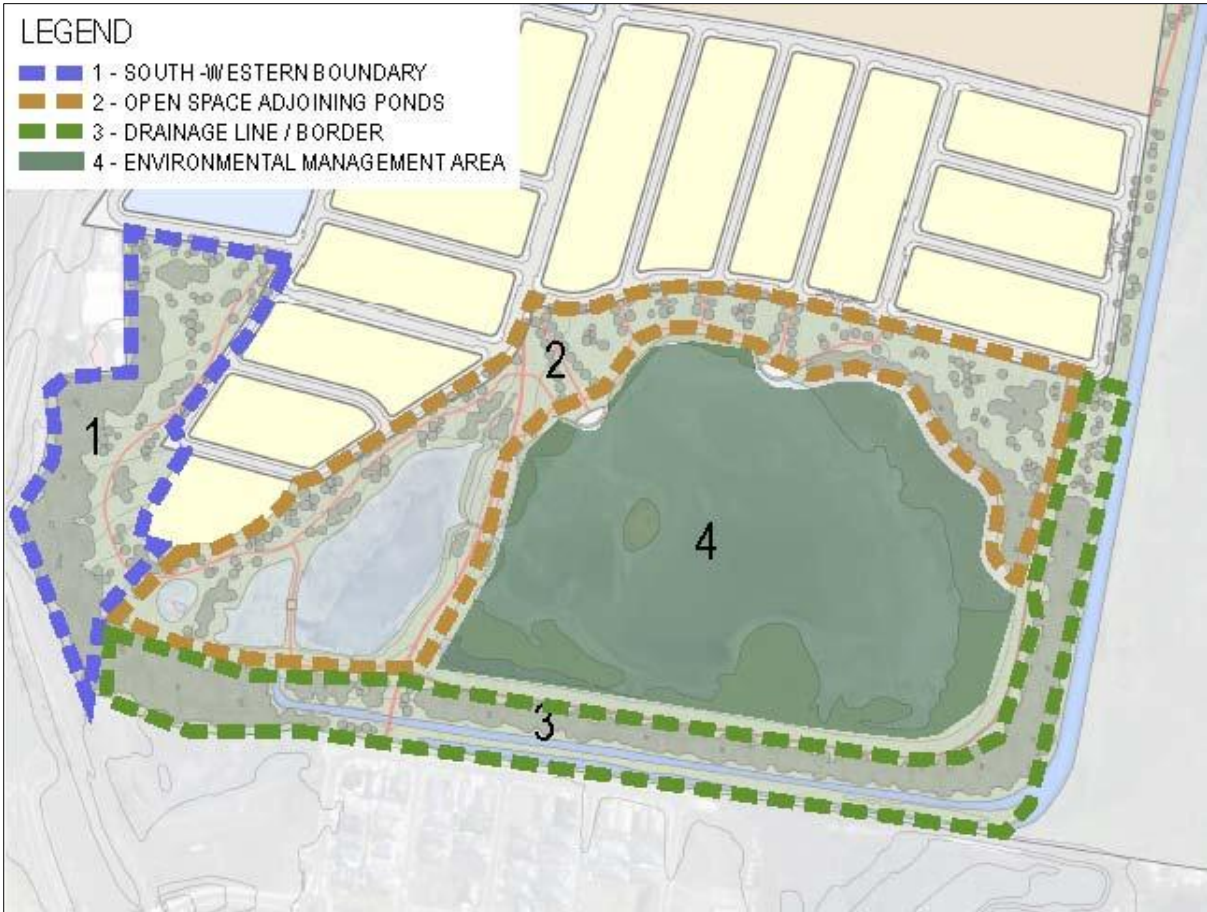 LEGEND
1 - SOUTH -WESTERN BOUNDARY
2 - OPEN SPACE ADJOINING PONDS
3 - DRAINAGE LINE / BORDER
4 - ENVIRONMENTAL MANAGEMENT AREA
2
1
4
3